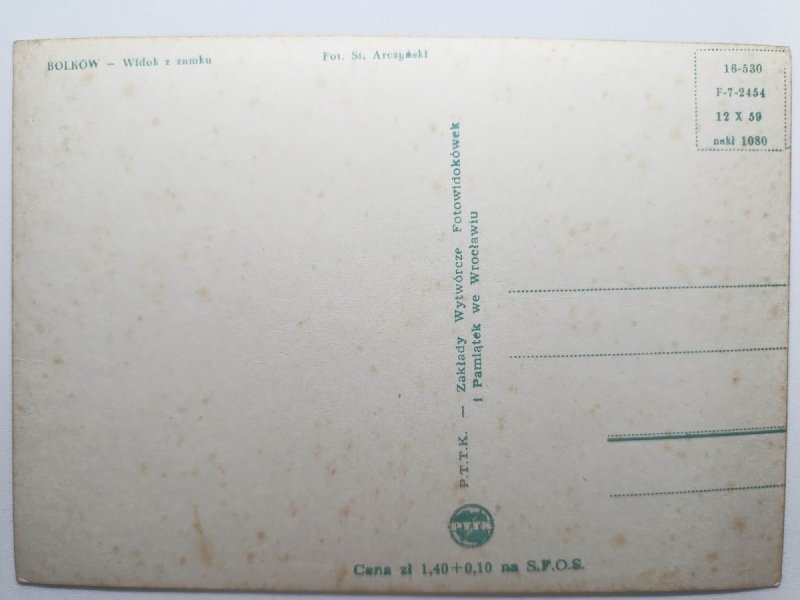 BOLKÓW — Widok z zamku
Fot. St. Arczyński
16-530
F-7-2454
12 X 59
nakł 1080
P.T.T.K. — Zakłady Wytwórcze Fotowidokówek
i Pamiątek we Wrocławiu
PTTK
Cena zł 1,40+0,10 na S.F.O.S.